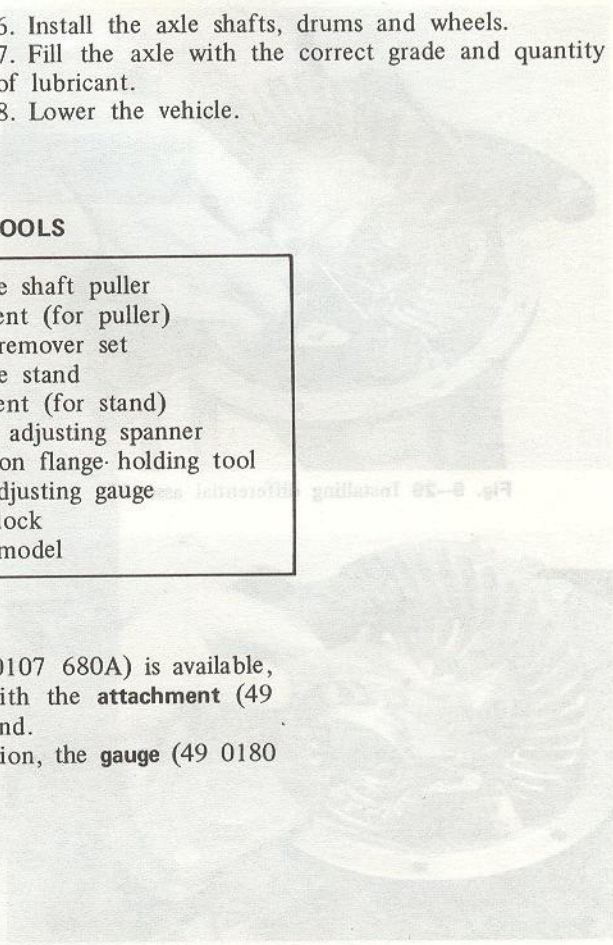 6. Install the axle shafts, drums and wheels.
7. Fill the axle with the correct grade and quantity
of lubricant.
8. Lower the vehicle.
OOLS
e shaft puller
ent (for puller)
remover set
e stand
ent (for stand)
adjusting spanner
on flange holding tool
djusting gauge
lock
model
0107 680A) is available,
ith the attachment (49
nd.
ion, the gauge (49 0180
Fig. 9–29 Installing differential